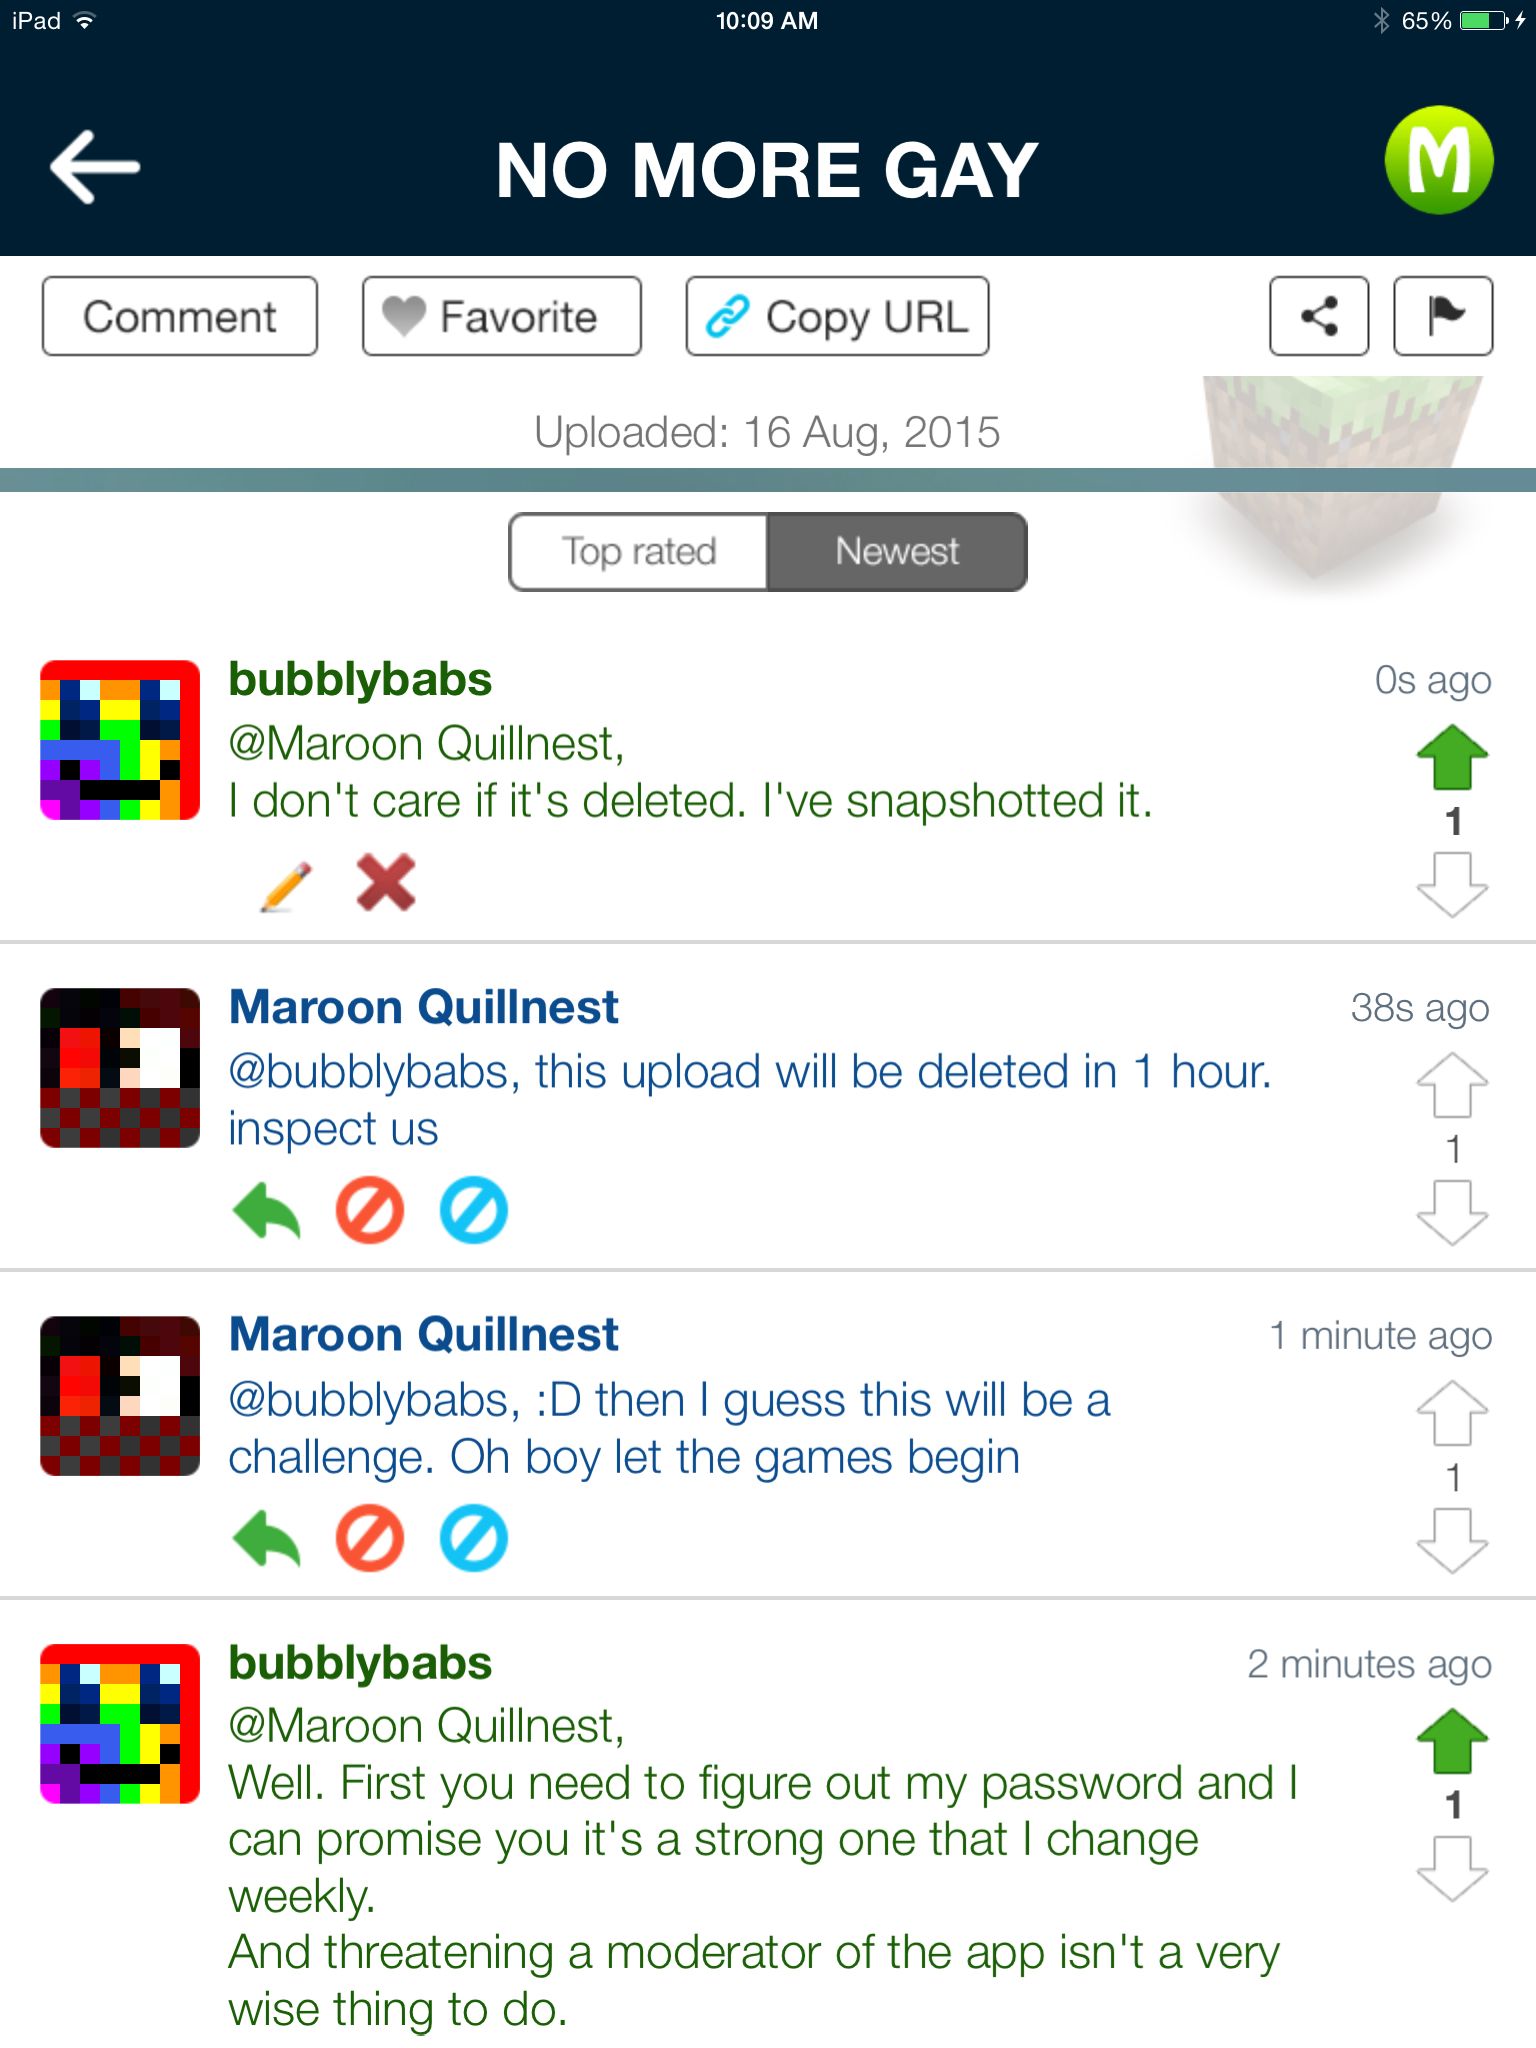 iPad
10:09 AM
65%
NO MORE GAY
M
Comment
Favorite
Copy URL
Uploaded: 16 Aug, 2015
Top rated
Newest
bubblybabs
0s ago
@Maroon Quillnest,
I don't care if it's deleted. I've snapshotted it.
1
Maroon Quillnest
38s ago
@bubblybabs, this upload will be deleted in 1 hour.
inspect us
1
Maroon Quillnest
1 minute ago
@bubblybabs, :D then I guess this will be a
challenge. Oh boy let the games begin
1
bubblybabs
2 minutes ago
@Maroon Quillnest,
Well. First you need to figure out my password and I
can promise you it's a strong one that I change
weekly.
And threatening a moderator of the app isn't a very
wise thing to do.
1